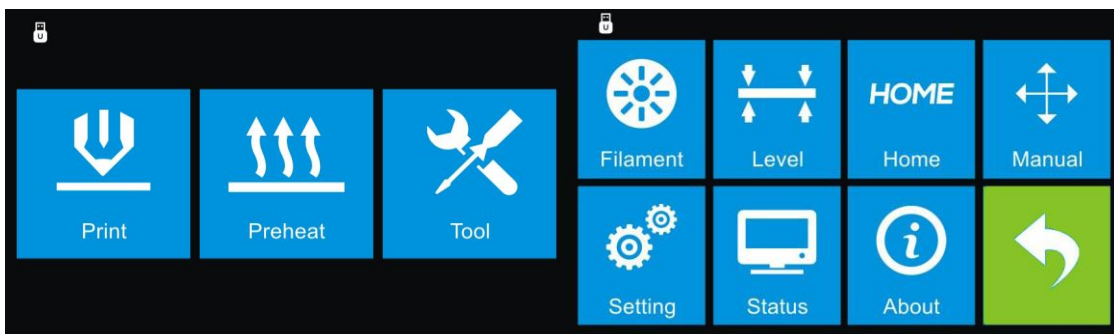 U
Print Preheat Tool
U
HOME
Filament Level Home Manual
Setting Status About